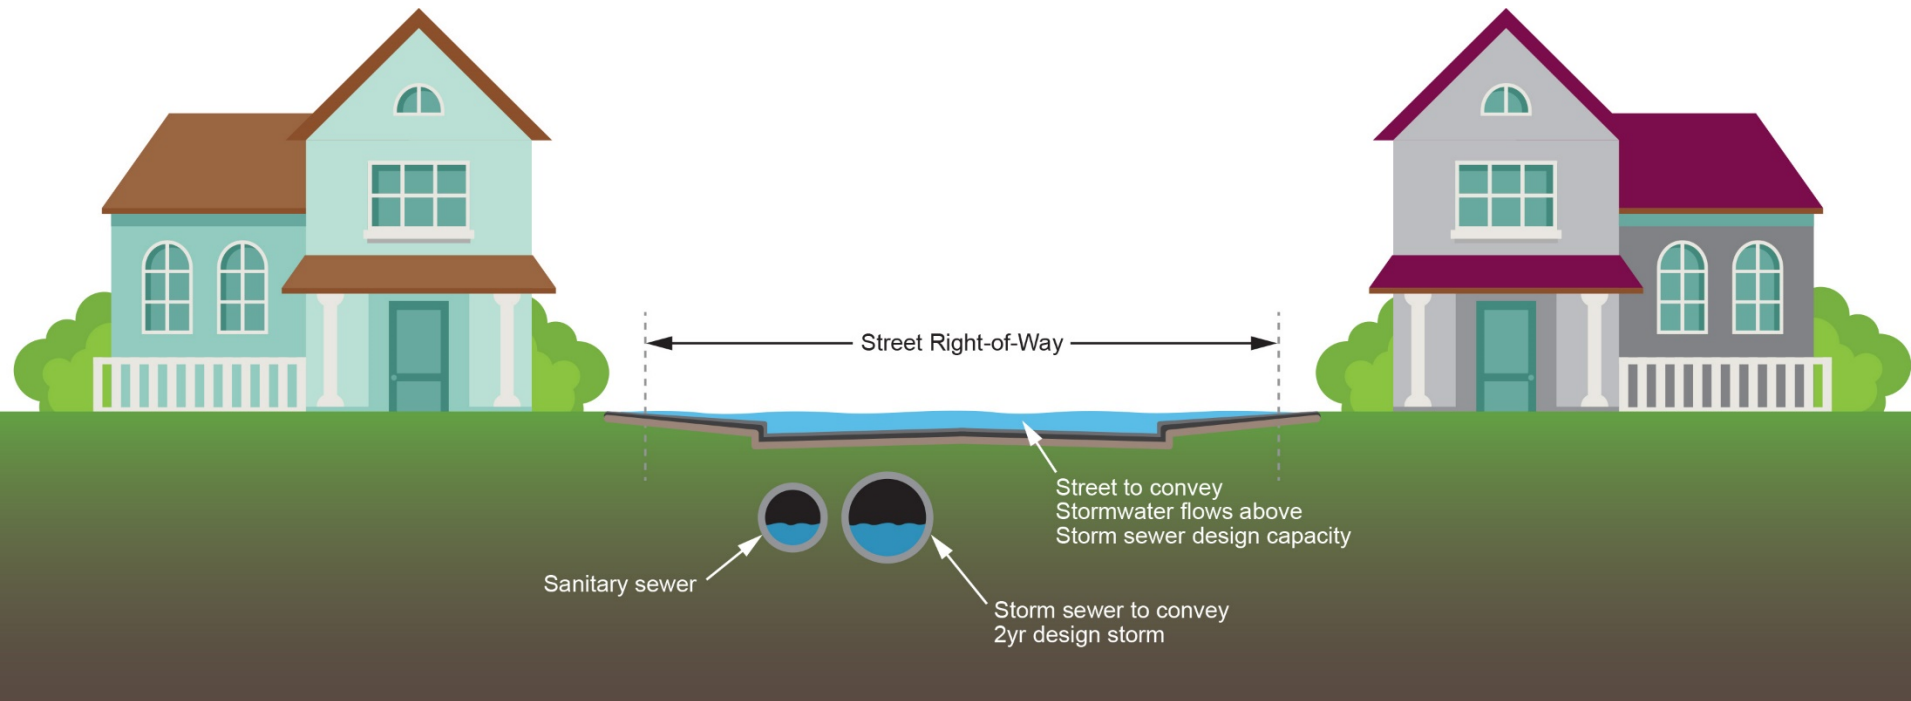 Street Right-of-Way
Street to convey
Stormwater flows above
Storm sewer design capacity
Sanitary sewer
Storm sewer to convey
2yr design storm